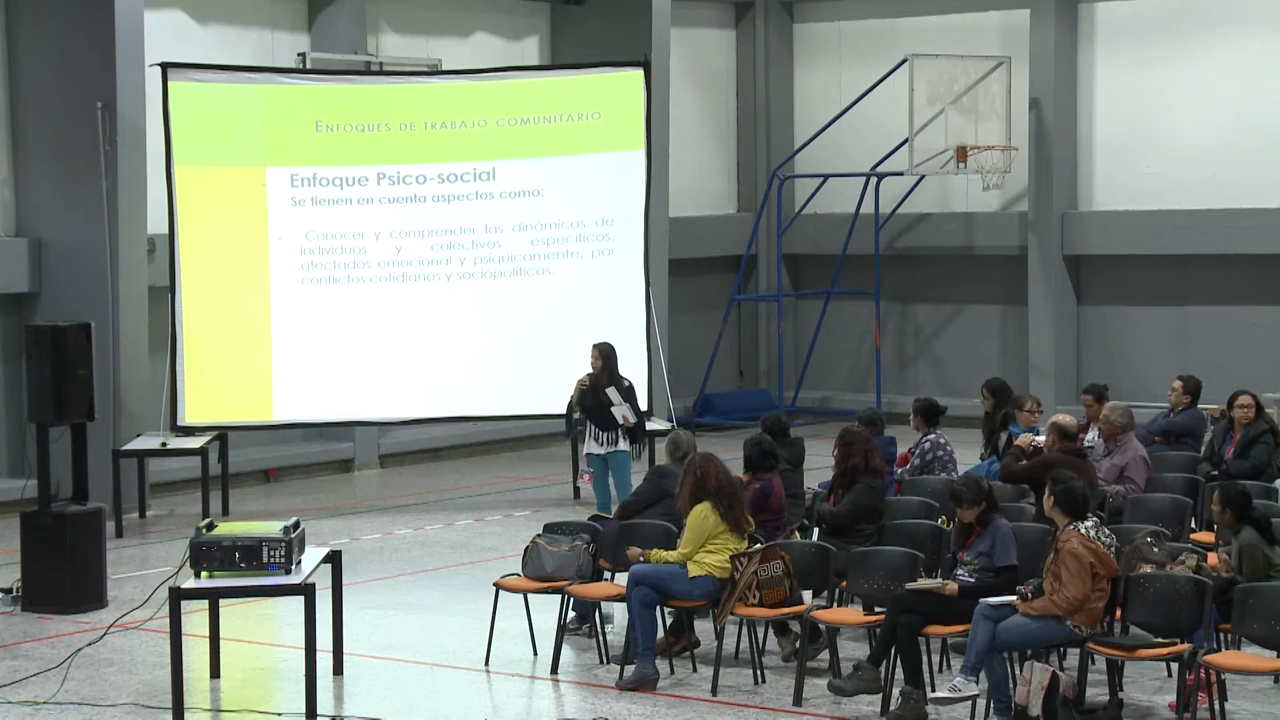 ENFOQUES DE TRABAJO COMUNITARIO
Enfoque Psico-social
Se tienen en cuenta aspectos como:
Conocer y comprender las dinámicas de
individuos y colectivos específicos,
afectados emocional y psíquicamente, por
conflictos cotidianos y sociopolíticos.